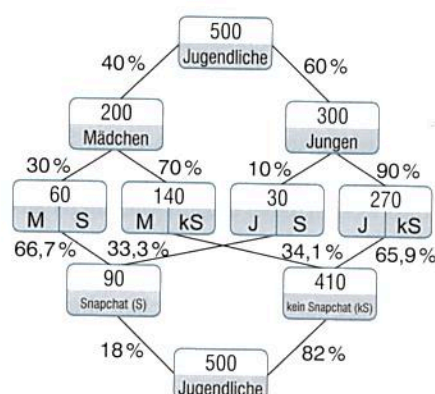 500
Jugendliche
40% 60%
200 300
Mädchen Jungen
30% 70% 10% 90%
60 140 30 270
M S M kS J S J kS
66,7% 33,3% 34,1% 65,9%
90 410
Snapchat (S) kein Snapchat (kS)
18% 82%
500
Jugendliche